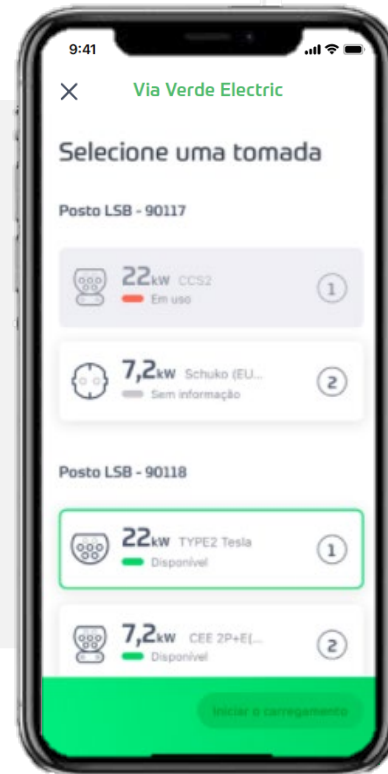 9:41
Via Verde Electric
Selecione uma tomada
Posto LSB - 90117
22kW CCS2
1
Em uso
7,2kW Schuko (EU...
2
Sem informação
Posto LSB - 90118
22kW TYPE2 Tesla
1
Disponível
7,2kW CEE 2P+E(...
2
Disponível
Iniciar o carregamento